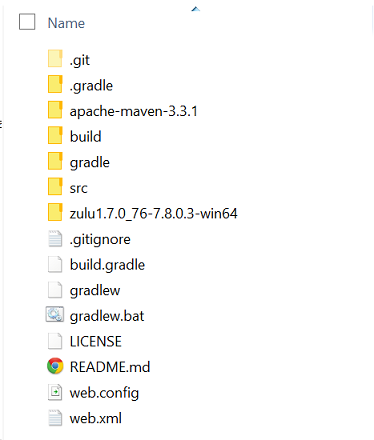 Name
.git
.gradle
apache-maven-3.3.1
build
gradle
src
zulu1.7.0_76-7.8.0.3-win64
.gitignore
build.gradle
gradlew
gradlew.bat
LICENSE
README.md
web.config
web.xml